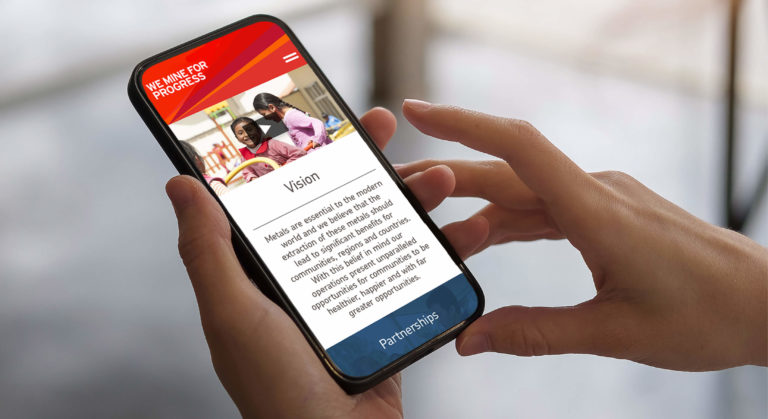 WE MINE FOR
PROGRESS
Vision
Metals are essential to the modern
world and we believe that the
extraction of these metals should
lead to significant benefits for
communities, regions and countries.
With this belief in mind our
operations present unparalleled
opportunities for communities to be
healthier, happier and with far
greater opportunities.
Partnerships